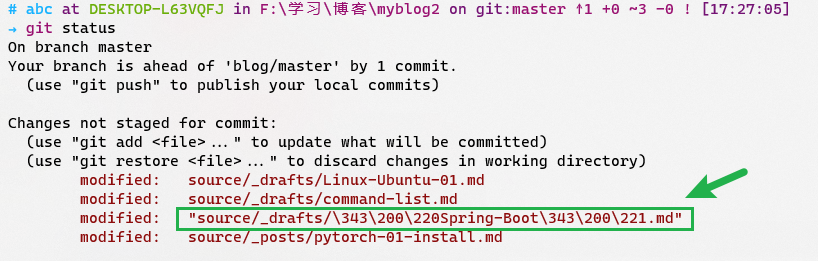 # abc at DESKTOP-L63VQFJ in F:\学习\博客\myblog2 on git:master ↑1 +0 ~3 -0 ! [17:27:05]
→ git status
On branch master
Your branch is ahead of 'blog/master' by 1 commit.
(use "git push" to publish your local commits)
Changes not staged for commit:
(use "git add <file>..." to update what will be committed)
(use "git restore <file>..." to discard changes in working directory)
modified: source/_drafts/Linux-Ubuntu-01.md
modified: source/_drafts/command-list.md
modified: "source/_drafts/\343\200\220Spring-Boot\343\200\221.md"
modified: source/_posts/pytorch-01-install.md